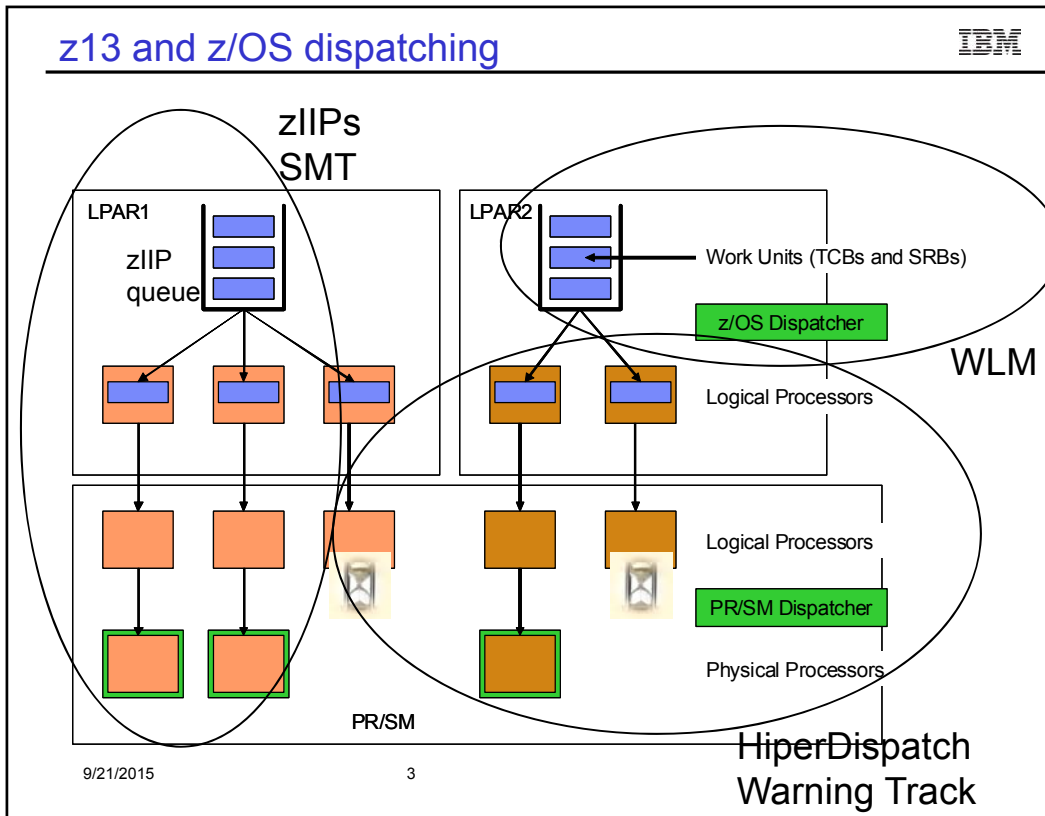 z13 and z/OS dispatching
IBM
zIIPs
SMT
LPAR1
LPAR2
zIIP
queue
Work Units (TCBs and SRBs)
z/OS Dispatcher
WLM
Logical Processors
Logical Processors
PR/SM Dispatcher
Physical Processors
PR/SM
HiperDispatch
Warning Track
9/21/2015
3